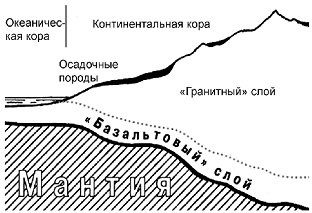 Океаничес-
кая кора
Континентальная кора
Осадочные
породы
«Гранитный» слой
«Базальтовый» слой
Мантия